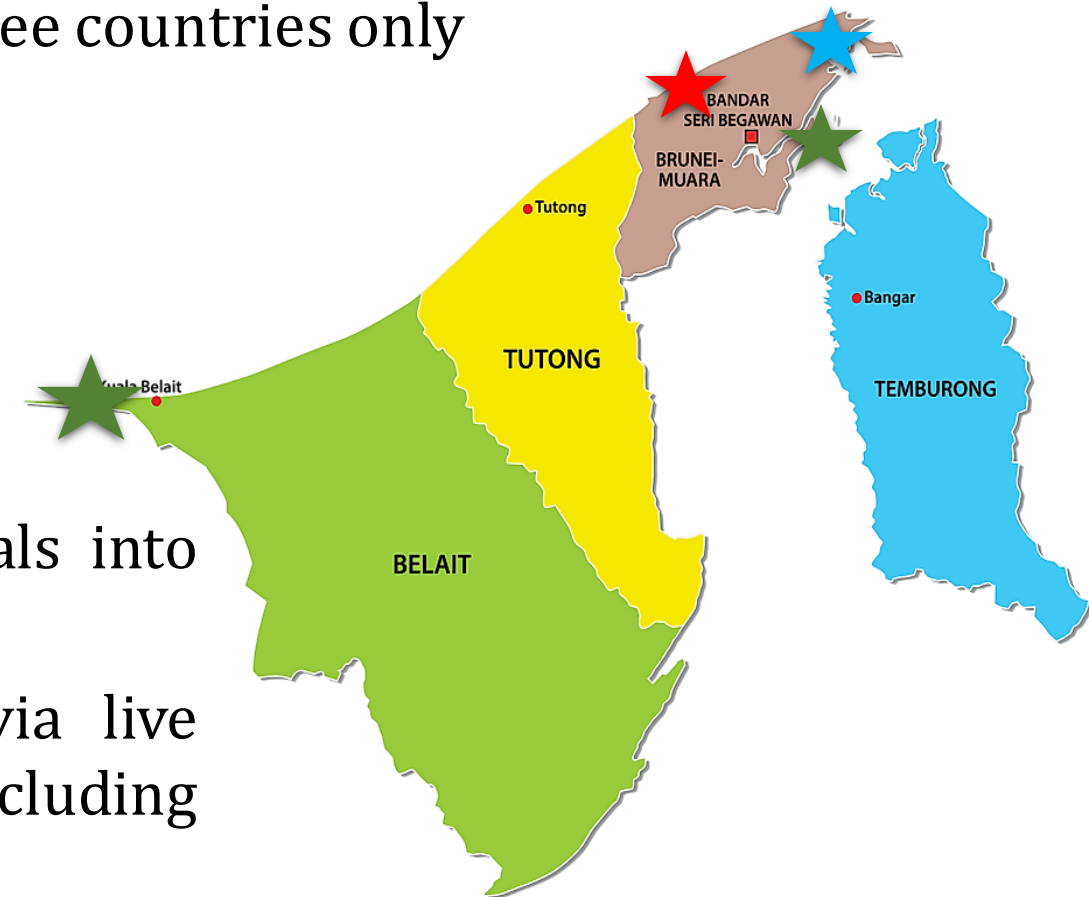 ee countries only
BANDAR
SERI BEGAWAN
BRUNEI-
MUARA
Tutong
Bangar
TUTONG
TEMBURONG
Kuala Belait
als into
BELAIT
via live
cluding